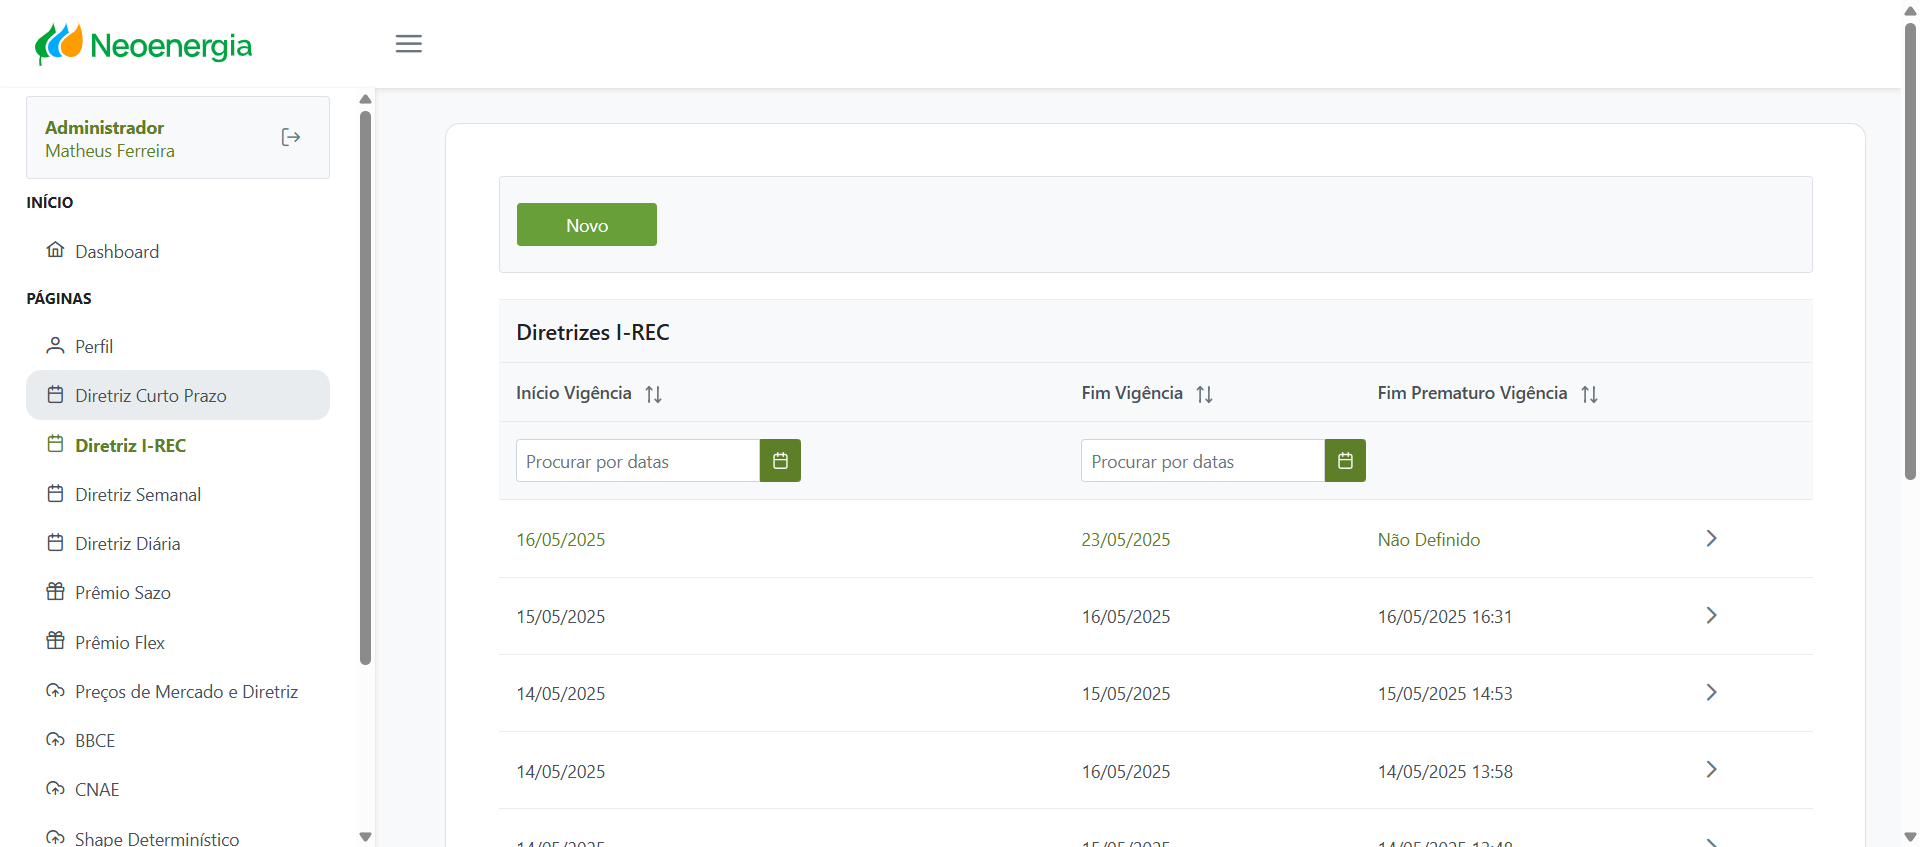 Neoenergia
Administrador
Matheus Ferreira
INÍCIO
Dashboard
PÁGINAS
Perfil
Diretriz Curto Prazo
Diretriz I-REC
Diretriz Semanal
Diretriz Diária
Prêmio Sazo
Prêmio Flex
Preços de Mercado e Diretriz
BBCE
CNAE
Shape Determinístico
Novo
Diretrizes I-REC
Início Vigência Fim Vigência Fim Prematuro Vigência
Procurar por datas Procurar por datas
16/05/2025 23/05/2025 Não Definido
15/05/2025 16/05/2025 16/05/2025 16:31
14/05/2025 15/05/2025 15/05/2025 14:53
14/05/2025 16/05/2025 14/05/2025 13:58